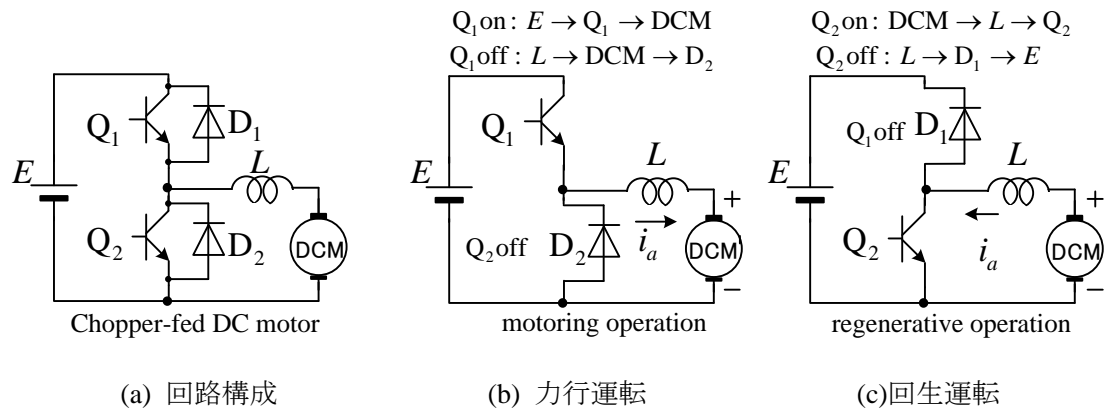 Q₁on : E → Q₁ → DCM
Q₁off : L → DCM → D₂
Q₂on : DCM → L → Q₂
Q₂off : L → D₁ → E
E
Q₁
D₁
L
Q₂
D₂
DCM
Chopper-fed DC motor
E
Q₁
L
+
Q₂off
D₂
iₐ
DCM
−
motoring operation
E
Q₁off
D₁
L
+
Q₂
iₐ
DCM
−
regenerative operation
(a) 回路構成
(b) 力行運転
(c)回生運転